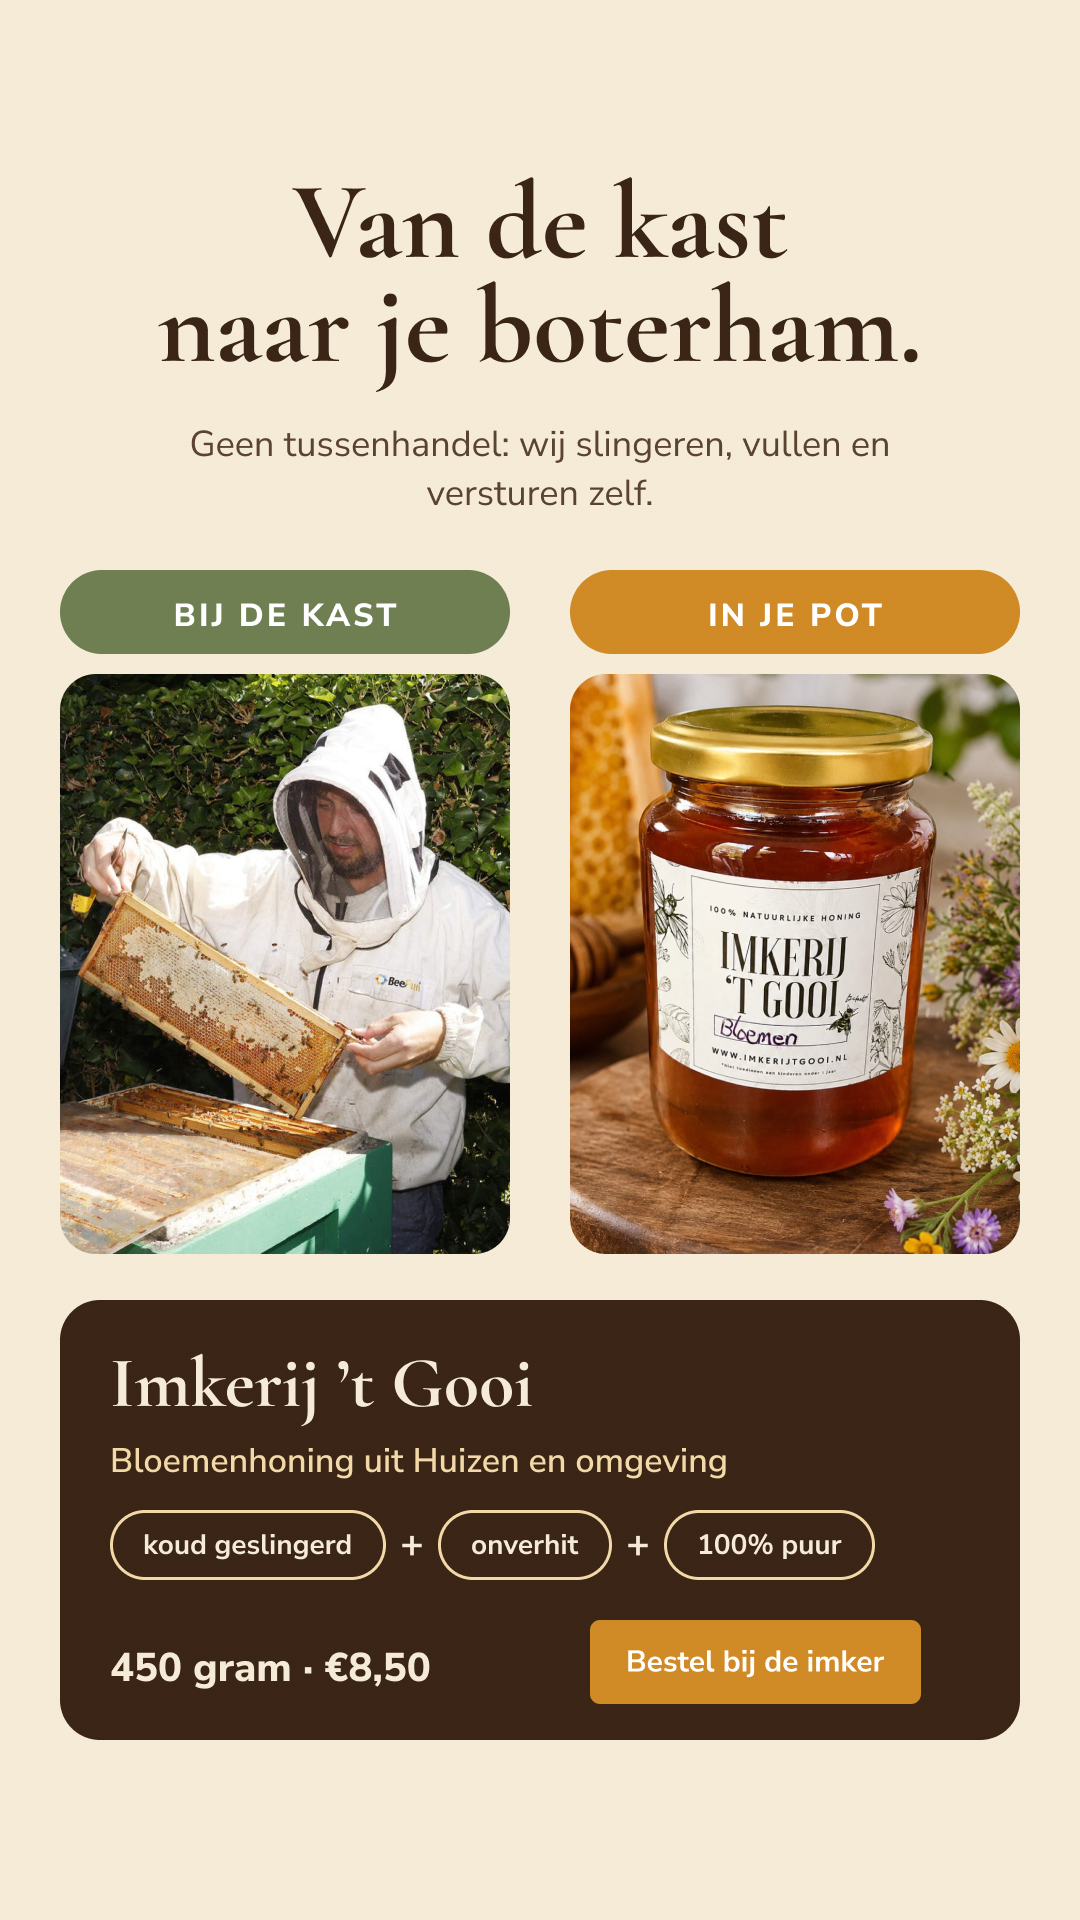 Van de kast
naar je boterham.
Geen tussenhandel: wij slingeren, vullen en
versturen zelf.
BIJ DE KAST
IN JE POT
100% NATUURLIJKE HONING
IMKERIJ
‘T GOOI
Bloemen
WWW.IMKERIJTGOOI.NL
Imkerij ’t Gooi
Bloemenhoning uit Huizen en omgeving
koud geslingerd + onverhit + 100% puur
450 gram · €8,50
Bestel bij de imker